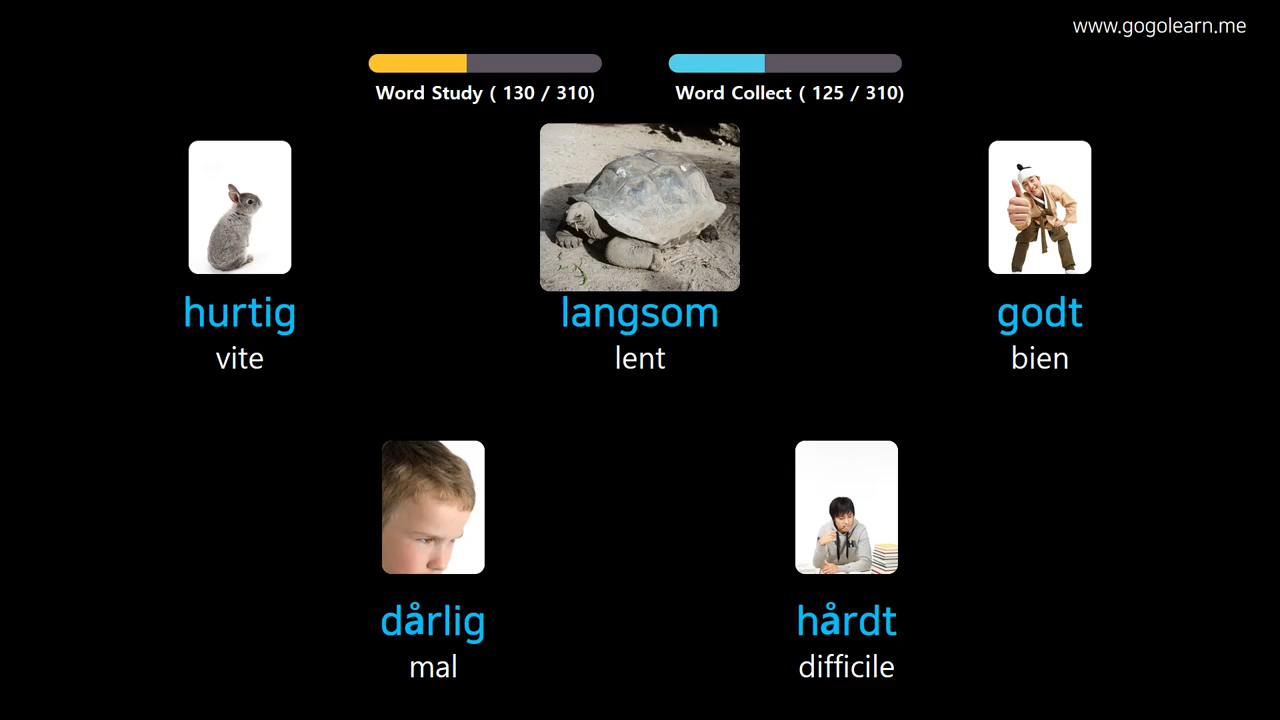 www.gogolearn.me
Word Study ( 130 / 310)
Word Collect ( 125 / 310)
hurtig
vite
langsom
lent
godt
bien
dårlig
mal
hårdt
difficile